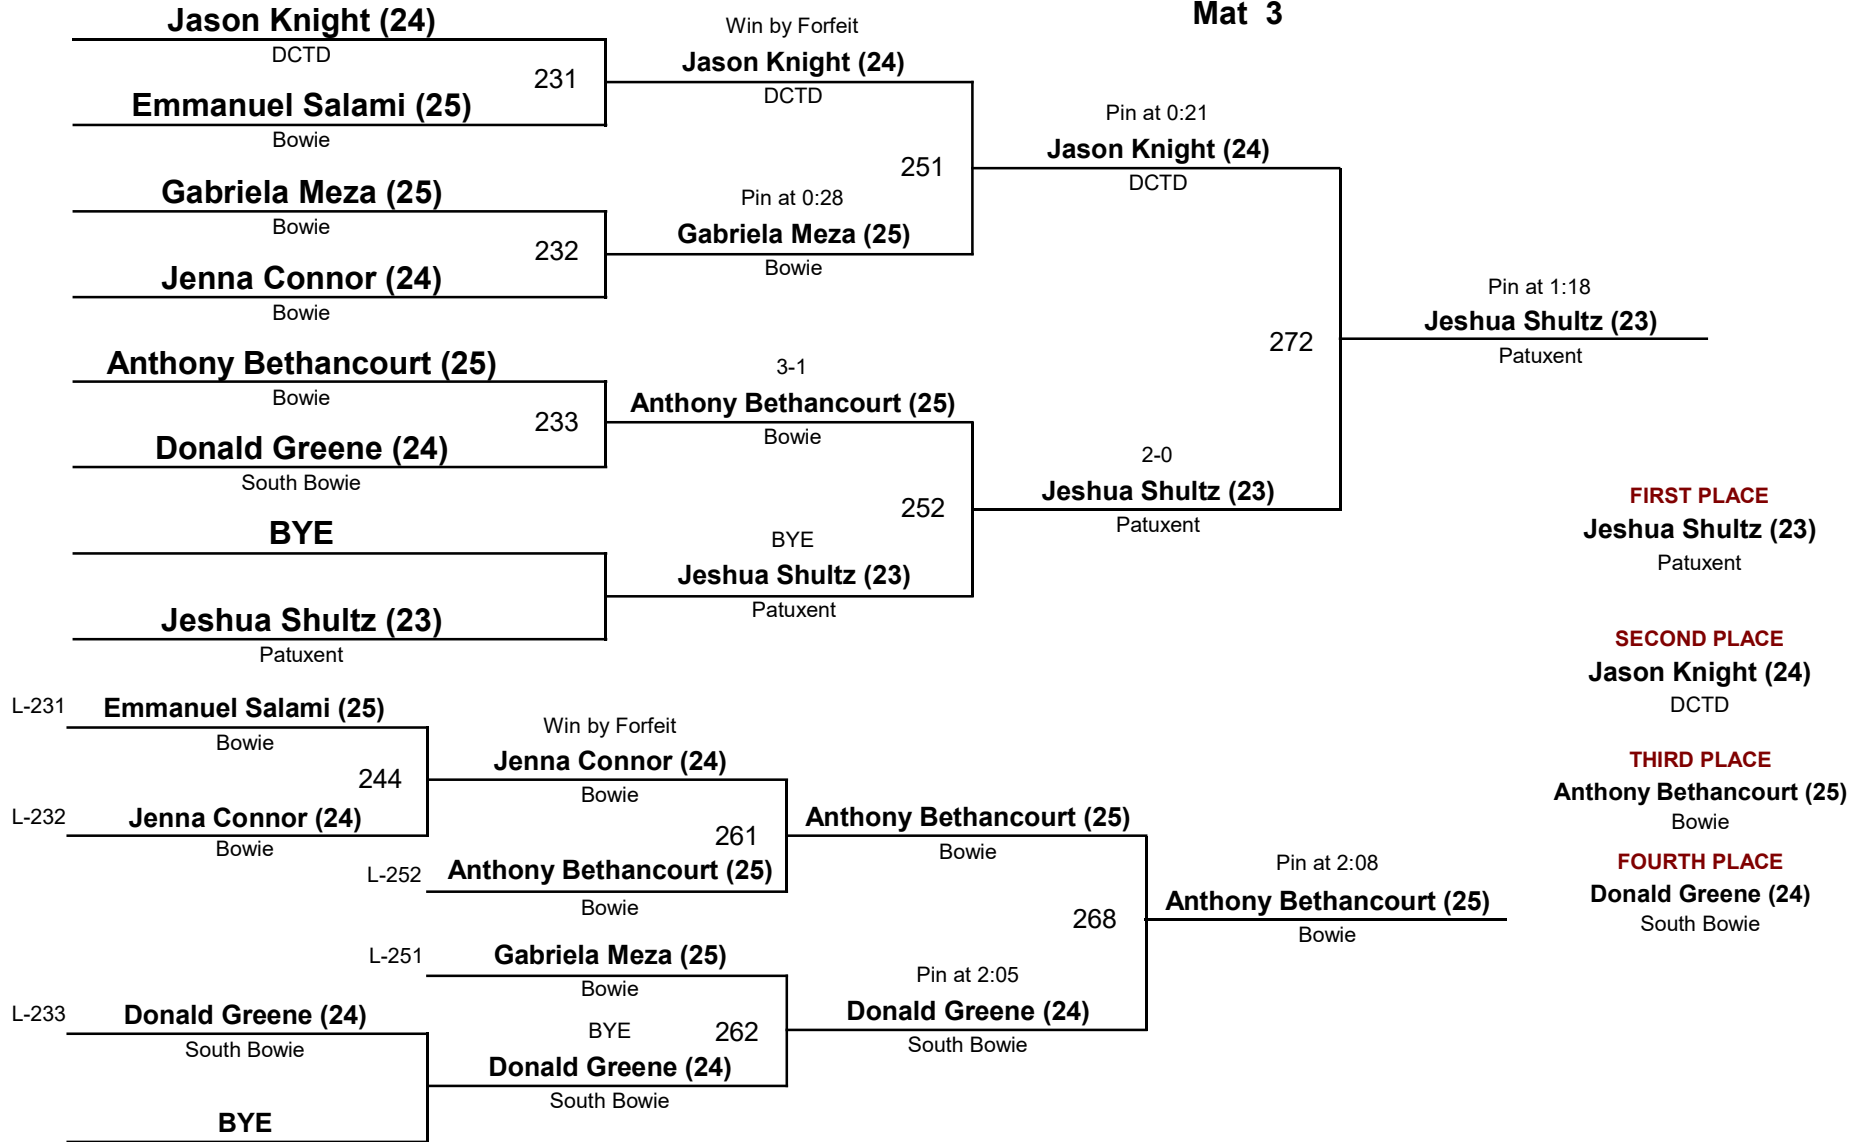 Mat 3
Jason Knight (24)
DCTD
231
Emmanuel Salami (25)
Bowie
Win by Forfeit
Jason Knight (24)
DCTD
Gabriela Meza (25)
Bowie
232
Jenna Connor (24)
Bowie
251
Pin at 0:28
Gabriela Meza (25)
Bowie
Pin at 0:21
Jason Knight (24)
DCTD
Anthony Bethancourt (25)
Bowie
233
Donald Greene (24)
South Bowie
3-1
Anthony Bethancourt (25)
Bowie
BYE
Jeshua Shultz (23)
Patuxent
252
BYE
Jeshua Shultz (23)
Patuxent
2-0
Jeshua Shultz (23)
Patuxent
272
Pin at 1:18
Jeshua Shultz (23)
Patuxent
FIRST PLACE
Jeshua Shultz (23)
Patuxent
SECOND PLACE
Jason Knight (24)
DCTD
THIRD PLACE
Anthony Bethancourt (25)
Bowie
FOURTH PLACE
Donald Greene (24)
South Bowie
L-231
Emmanuel Salami (25)
Bowie
244
L-232
Jenna Connor (24)
Bowie
Win by Forfeit
Jenna Connor (24)
Bowie
261
L-252
Anthony Bethancourt (25)
Bowie
Anthony Bethancourt (25)
Bowie
L-251
Gabriela Meza (25)
Bowie
L-233
Donald Greene (24)
South Bowie
BYE
BYE
262
Donald Greene (24)
South Bowie
Pin at 2:05
Donald Greene (24)
South Bowie
268
Pin at 2:08
Anthony Bethancourt (25)
Bowie